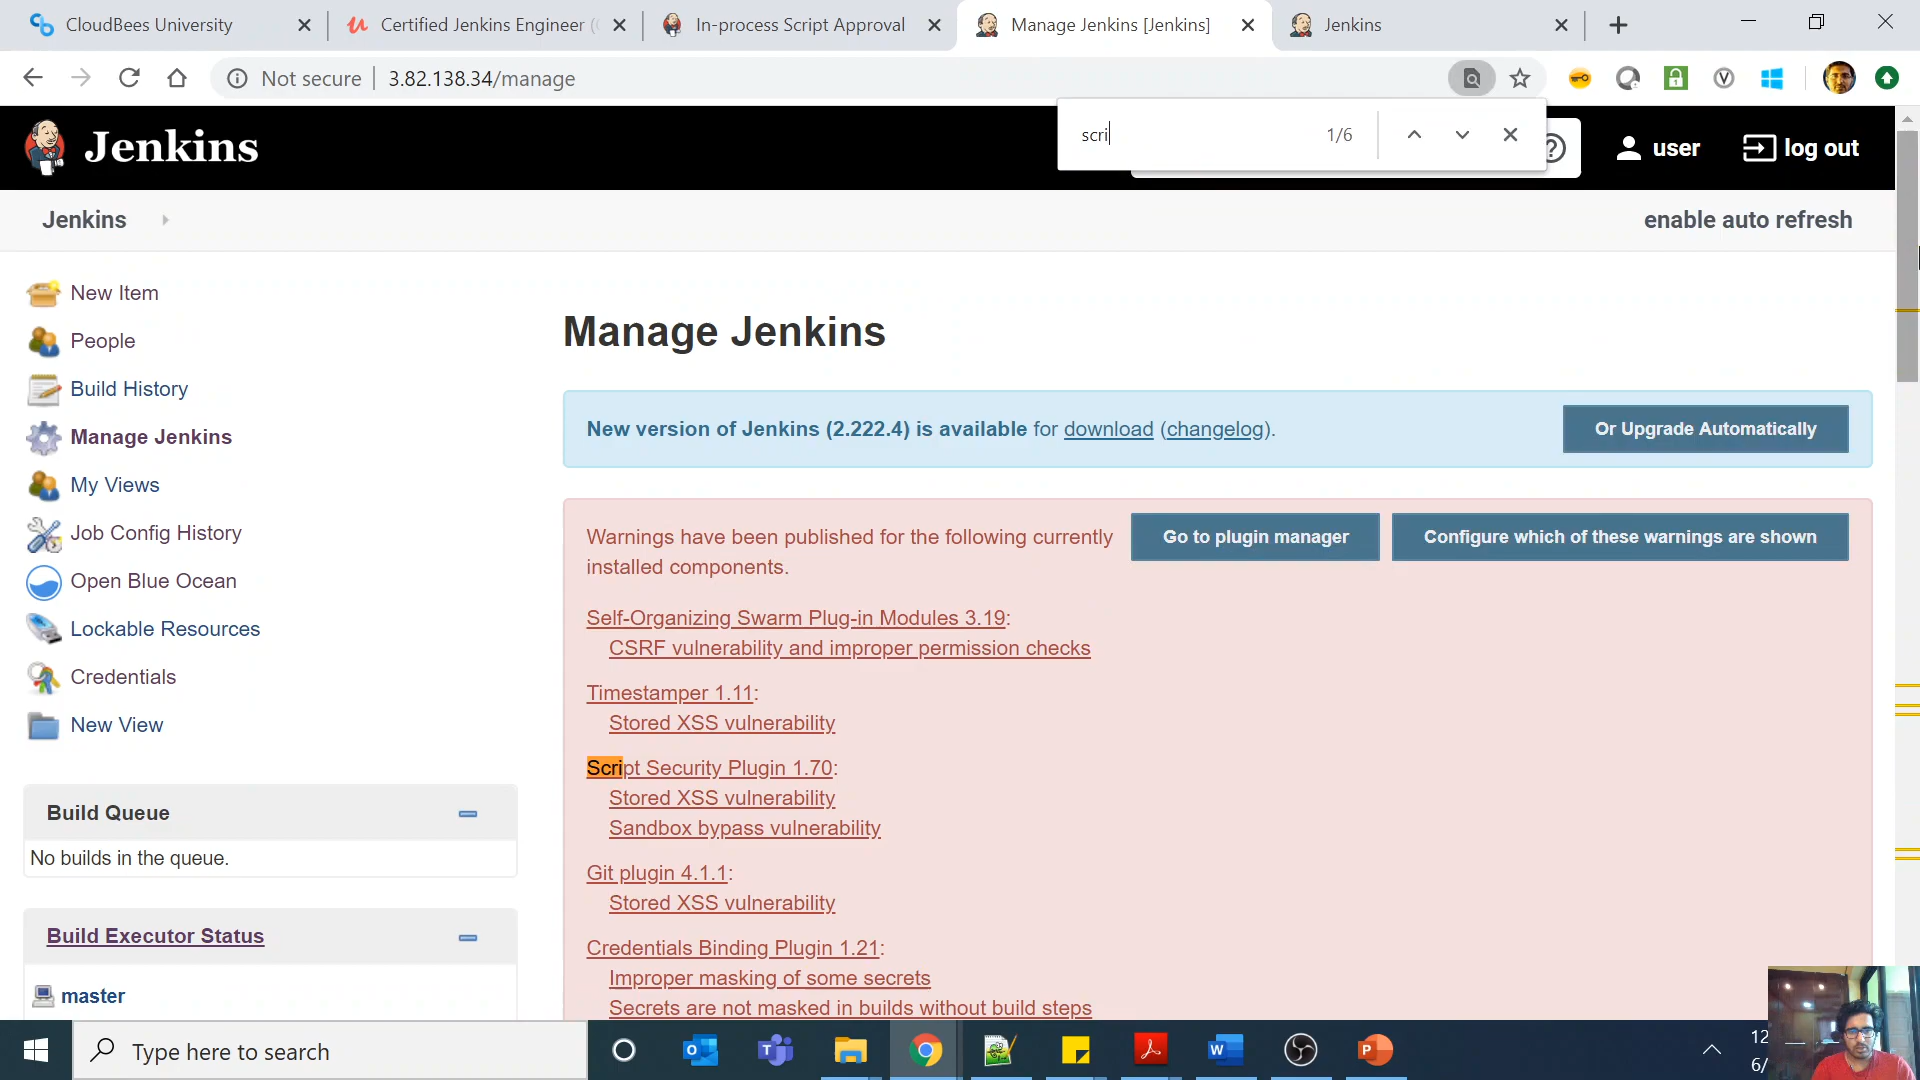 CloudBees University
Certified Jenkins Engineer (
In-process Script Approval
Manage Jenkins [Jenkins]
Jenkins
Not secure
3.82.138.34/manage
scri
1/6
Jenkins
user
log out
Jenkins
enable auto refresh
New Item
People
Build History
Manage Jenkins
My Views
Job Config History
Open Blue Ocean
Lockable Resources
Credentials
New View
Build Queue
No builds in the queue.
Build Executor Status
master
Manage Jenkins
New version of Jenkins (2.222.4) is available for download (changelog).
Or Upgrade Automatically
Warnings have been published for the following currently
installed components.
Go to plugin manager
Configure which of these warnings are shown
Self-Organizing Swarm Plug-in Modules 3.19:
CSRF vulnerability and improper permission checks
Timestamper 1.11:
Stored XSS vulnerability
Script Security Plugin 1.70:
Stored XSS vulnerability
Sandbox bypass vulnerability
Git plugin 4.1.1:
Stored XSS vulnerability
Credentials Binding Plugin 1.21:
Improper masking of some secrets
Secrets are not masked in builds without build steps
Type here to search
12
6/